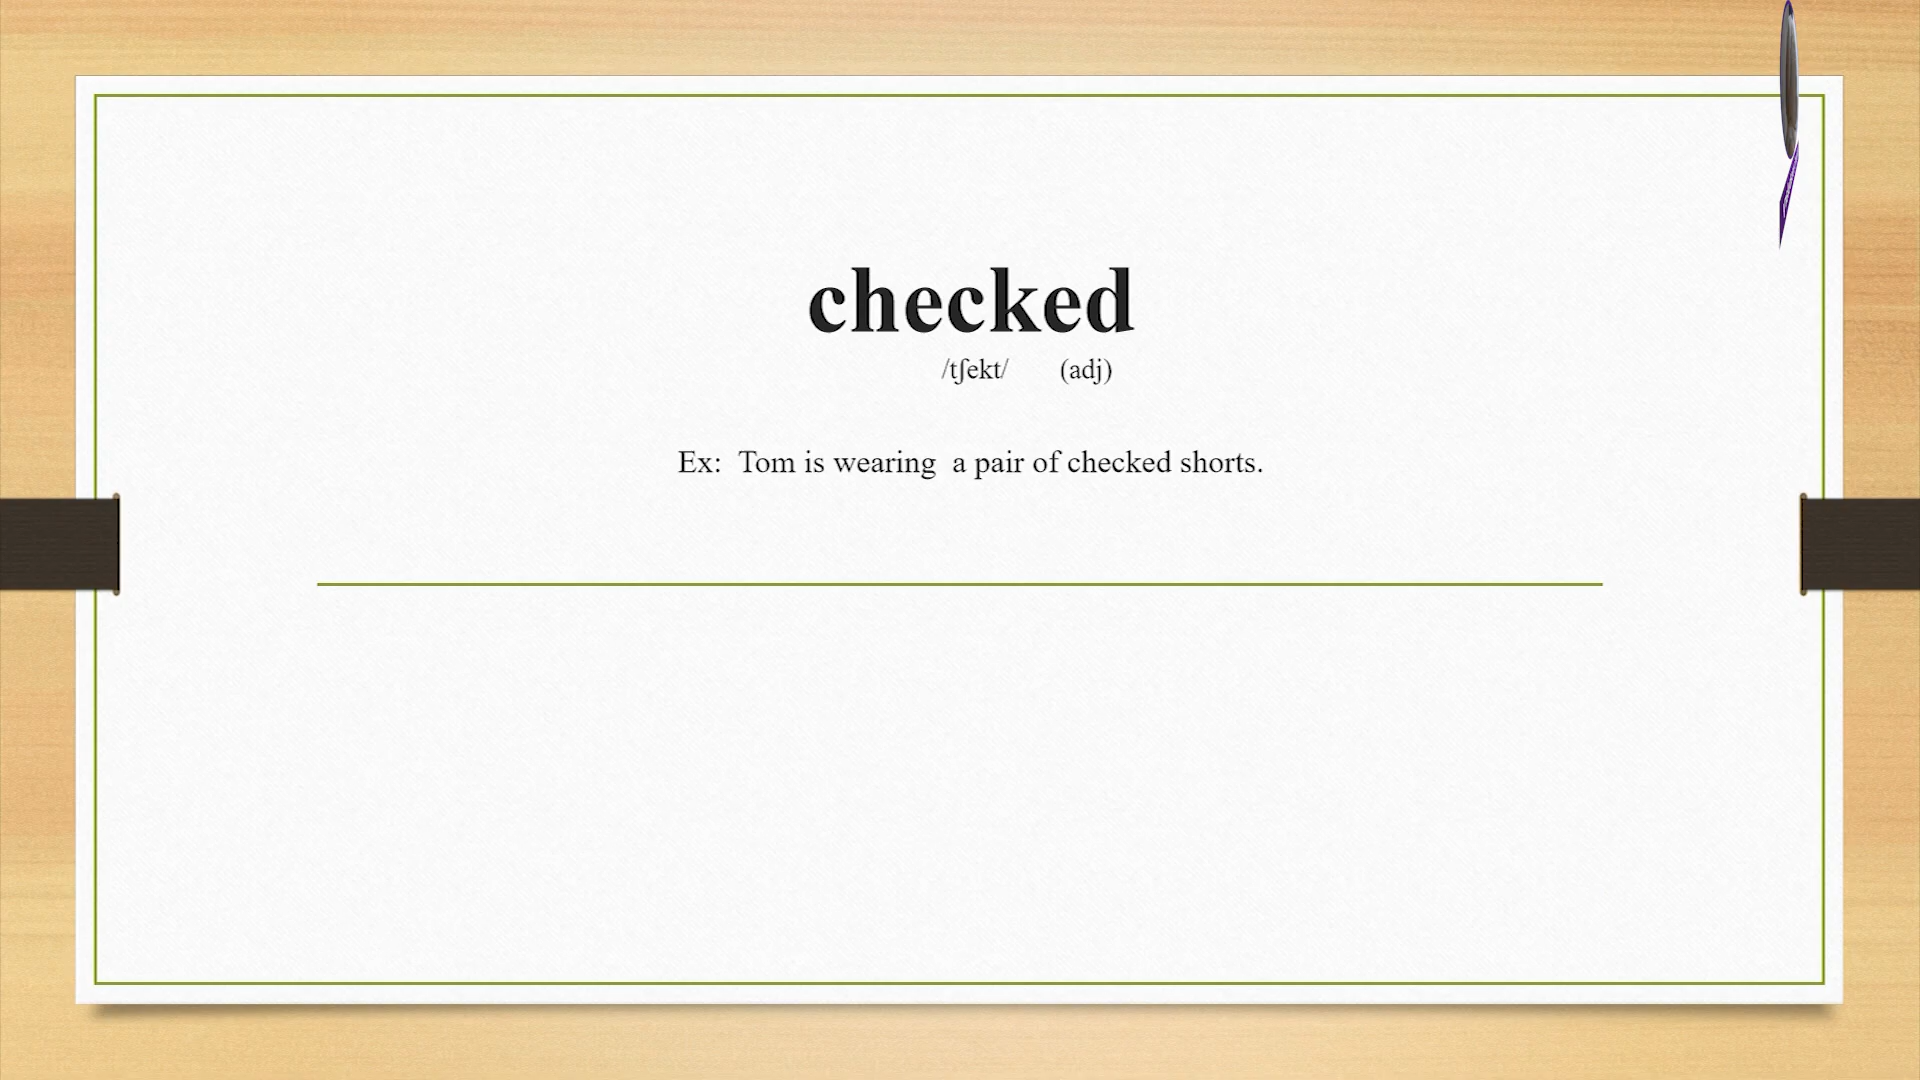 checked
/tʃekt/ (adj)
Ex: Tom is wearing a pair of checked shorts.